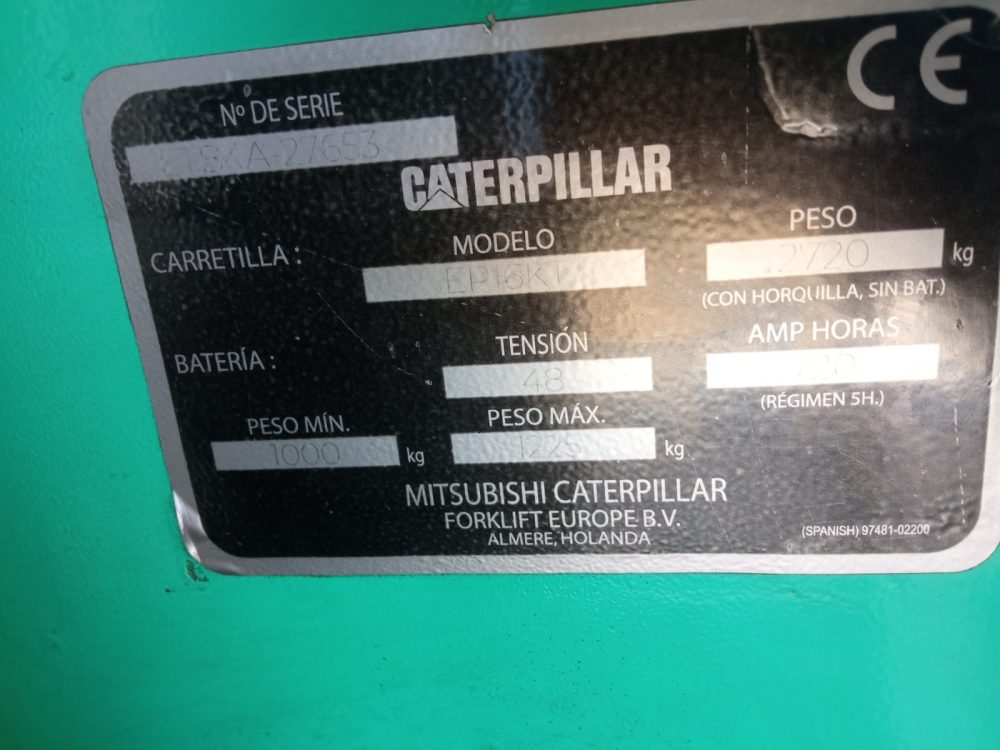 CE
Nº DE SERIE
CATERPILLAR
CARRETILLA :
MODELO
PESO
2720 kg
(CON HORQUILLA, SIN BAT.)
BATERÍA :
TENSIÓN
48
AMP HORAS
(RÉGIMEN 5H.)
PESO MÍN.
1000 kg
PESO MÁX.
1225 kg
MITSUBISHI CATERPILLAR
FORKLIFT EUROPE B.V.
ALMERE, HOLANDA
(SPANISH) 97481-02200